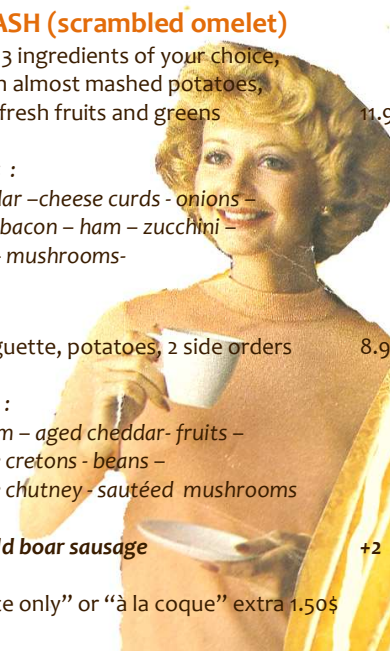 ASH (scrambled omelet)
3 ingredients of your choice,
almost mashed potatoes,
fresh fruits and greens 11.9
:
–cheese curds - onions –
bacon – ham – zucchini –
- mushrooms-
potatoes, 2 side orders 8.9
:
– aged cheddar- fruits –
cretons - beans –
chutney - sautéed mushrooms
boar sausage +2
only” or “à la coque” extra 1.50$